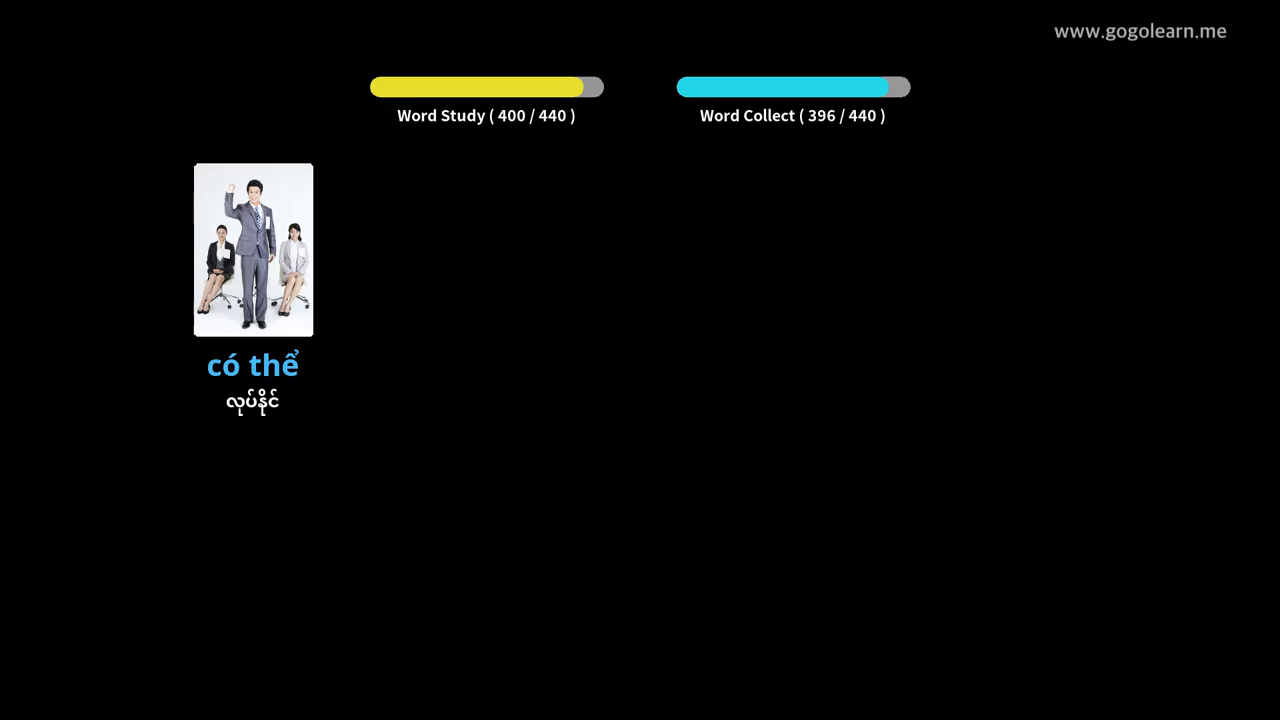 www.gogolearn.me
Word Study ( 400 / 440 )
Word Collect ( 396 / 440 )
có thể
လုပ်နိုင်